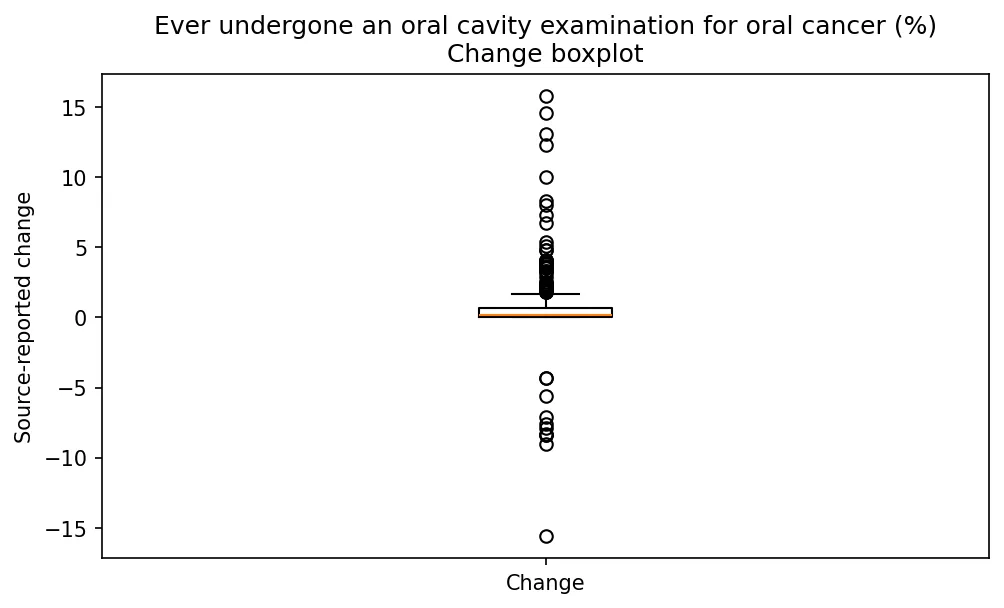 Ever undergone an oral cavity examination for oral cancer (%)
Change boxplot
Source-reported change
15
10
5
0
−5
−10
−15
Change